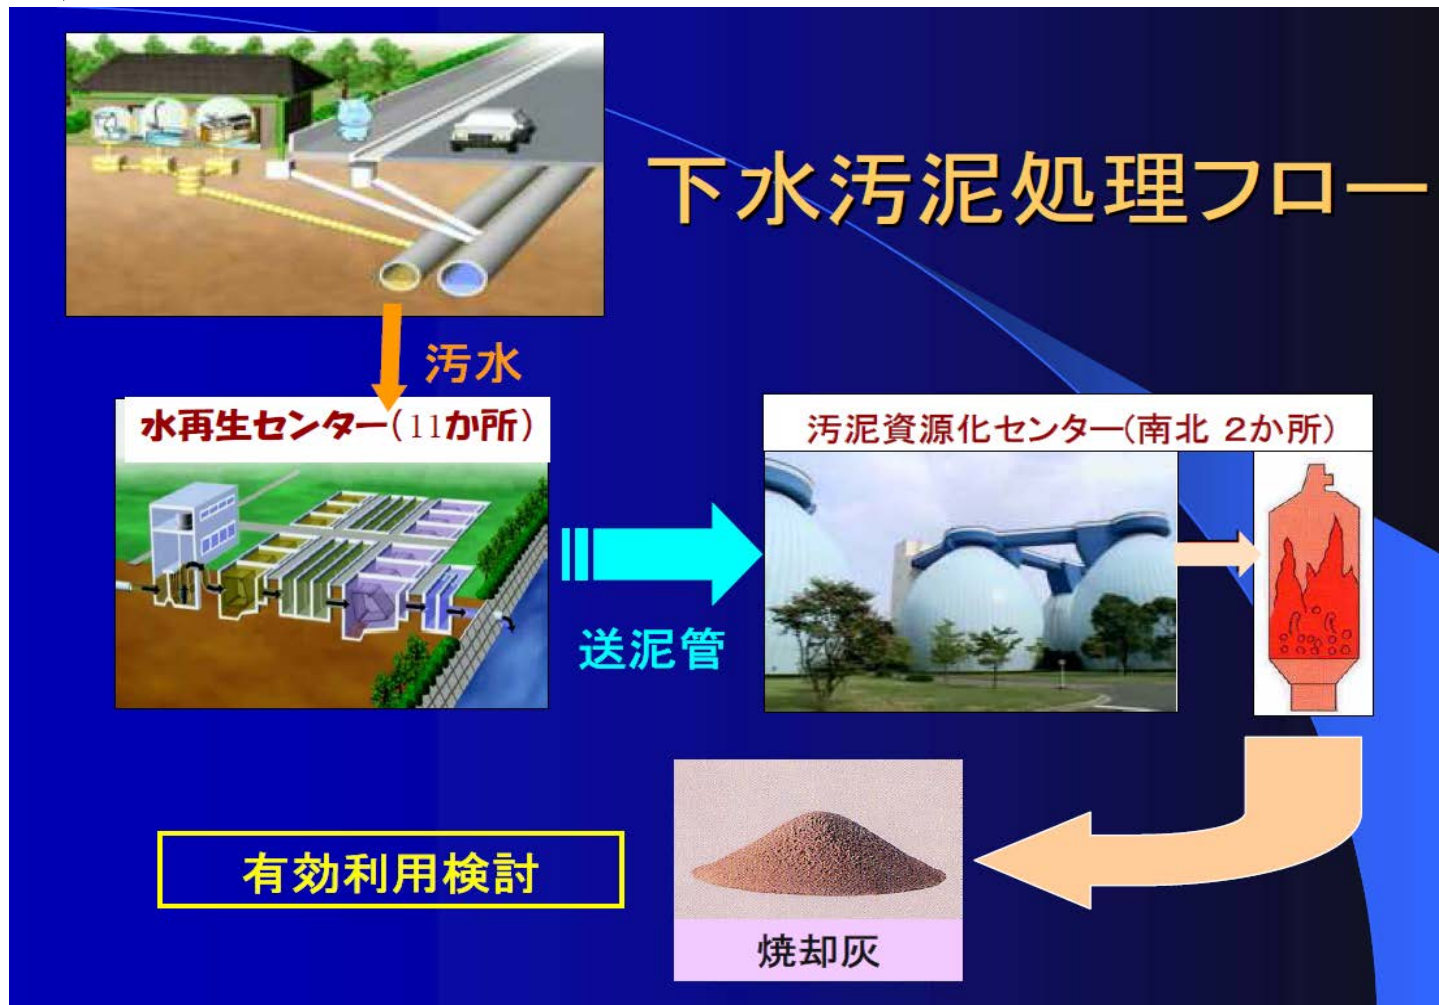 下水汚泥処理フロー
汚水
水再生センター(11か所)
汚泥資源化センター(南北 2か所)
送泥管
有効利用検討
焼却灰